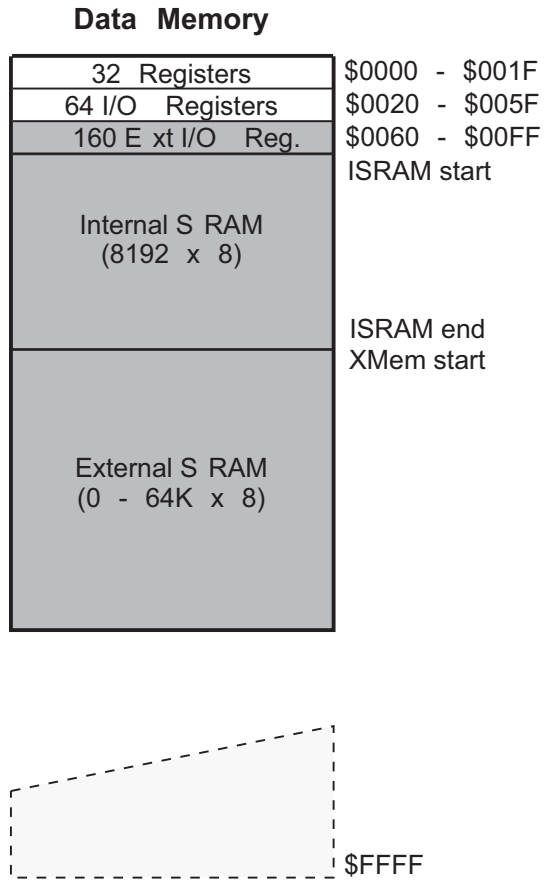 Data Memory
32 Registers
$0000 - $001F
64 I/O Registers
$0020 - $005F
160 E xt I/O Reg.
$0060 - $00FF
ISRAM start
Internal S RAM
(8192 x 8)
ISRAM end
XMem start
External S RAM
(0 - 64K x 8)
$FFFF